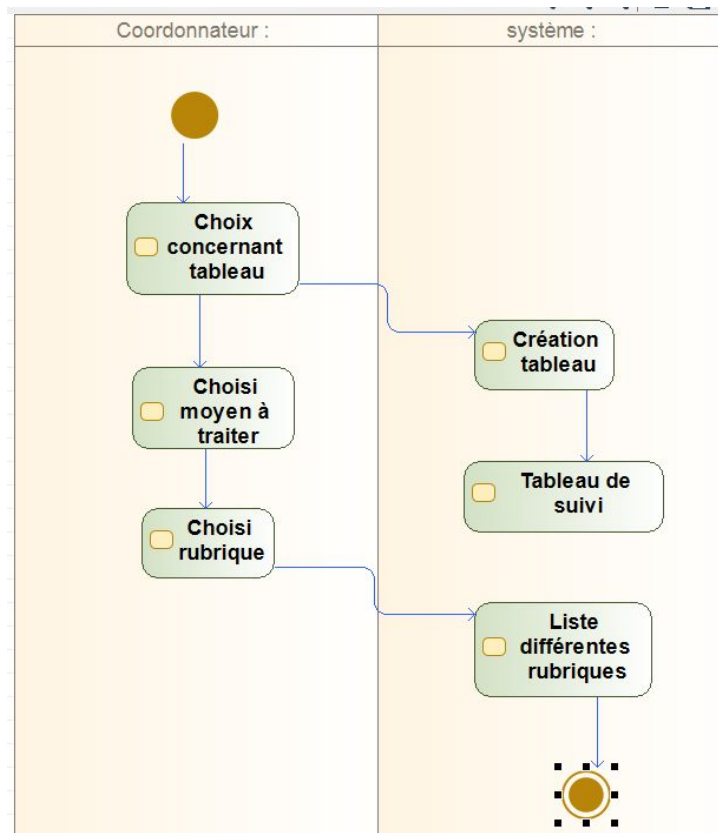 Coordonnateur :
système :
Choix
concernant
tableau
Création
tableau
Choisi
moyen à
traiter
Tableau de
suivi
Choisi
rubrique
Liste
différentes
rubriques